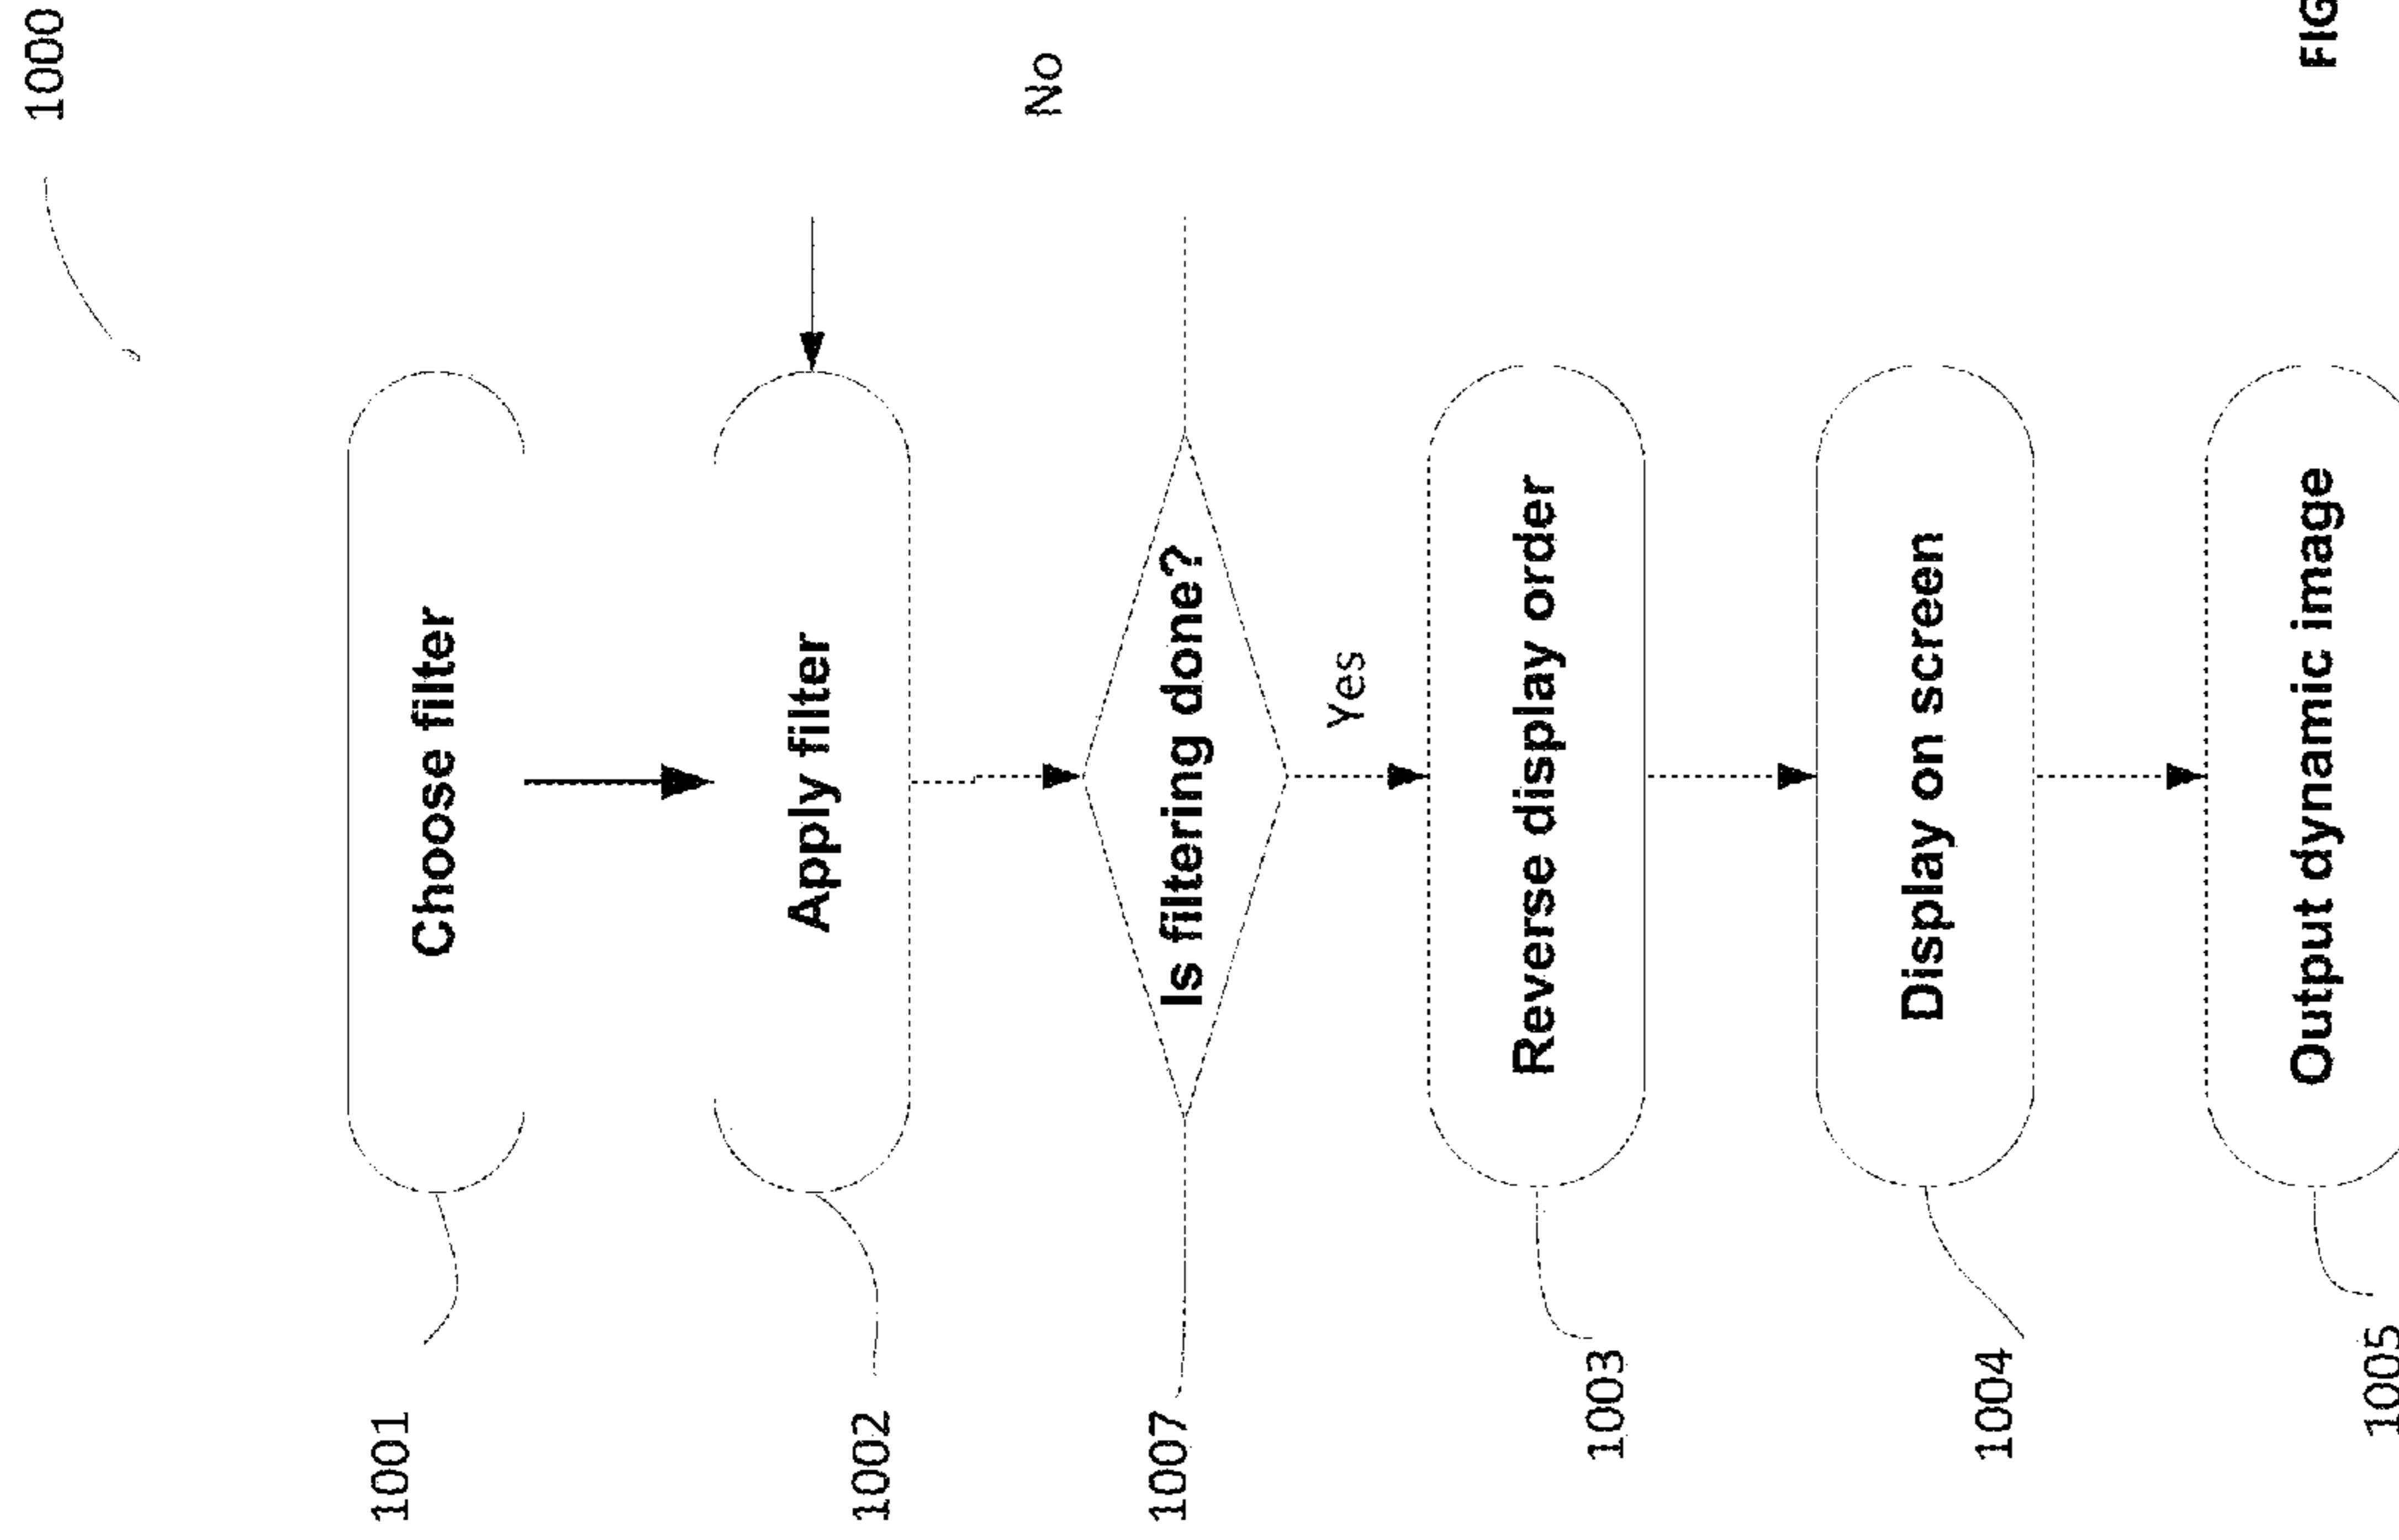 1000
1001
Choose filter
1002
Apply filter
No
1007
Is filtering done?
Yes
1003
Reverse display order
1004
Display on screen
1005
Output dynamic image
FIG